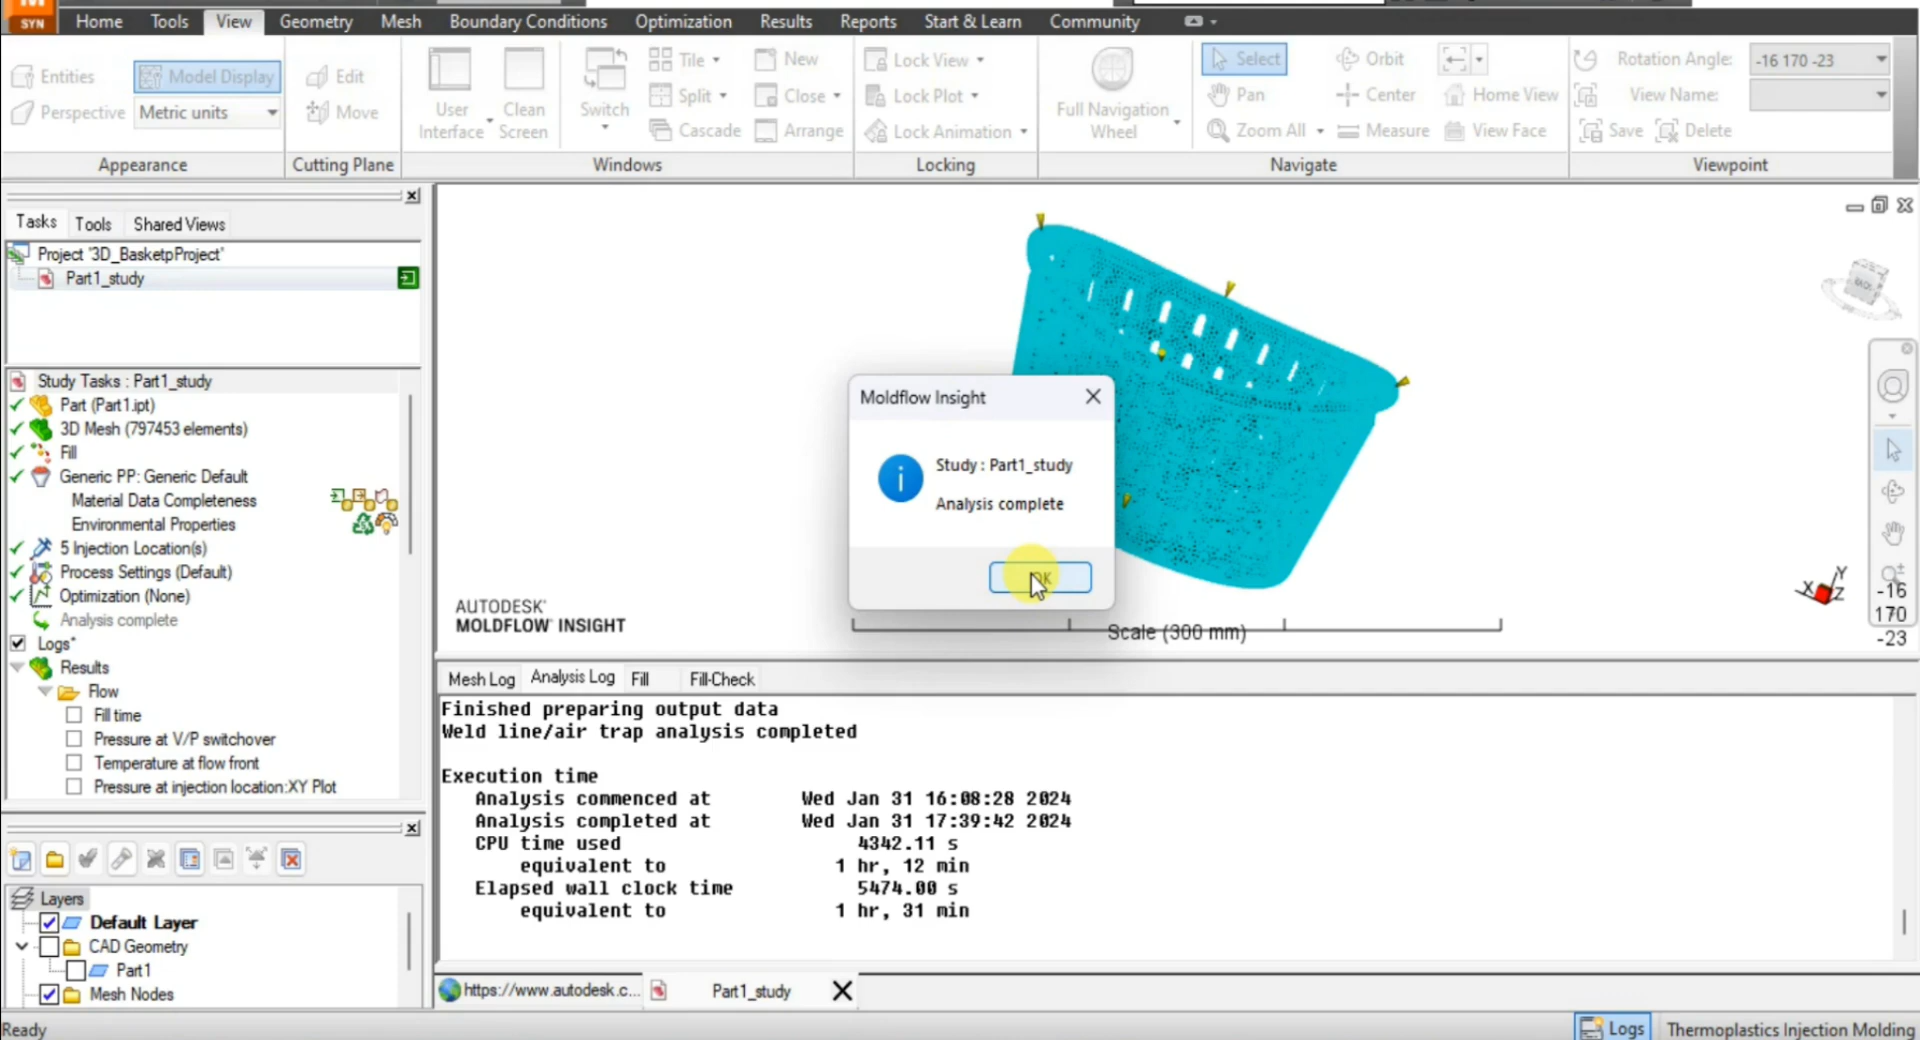 SYN
Home Tools View Geometry Mesh Boundary Conditions Optimization Results Reports Start & Learn Community
Entities Model Display Edit Tile New Lock View Select Orbit Rotation Angle: -16 170 -23
Perspective Metric units Move User Interface Clean Screen Switch Split Close Lock Plot Full Navigation Wheel Pan Center Home View View Name:
Cascade Arrange Lock Animation Zoom All Measure View Face Save Delete
Appearance Cutting Plane Windows Locking Navigate Viewpoint
Tasks Tools Shared Views
Project '3D_BasketpProject'
Part1_study
Study Tasks : Part1_study
Part (Part1.ipt)
3D Mesh (797453 elements)
Fill
Generic PP: Generic Default
Material Data Completeness
Environmental Properties
5 Injection Location(s)
Process Settings (Default)
Optimization (None)
Analysis complete
Logs*
Results
Flow
Fill time
Pressure at V/P switchover
Temperature at flow front
Pressure at injection location:XY Plot
Layers
Default Layer
CAD Geometry
Part1
Mesh Nodes
Moldflow Insight
Study : Part1_study
Analysis complete
OK
AUTODESK
MOLDFLOW INSIGHT
Scale (300 mm)
X Y Z
-16
170
-23
Mesh Log Analysis Log Fill Fill-Check
Finished preparing output data
Weld line/air trap analysis completed
Execution time
Analysis commenced at Wed Jan 31 16:08:28 2024
Analysis completed at Wed Jan 31 17:39:42 2024
CPU time used 4342.11 s
equivalent to 1 hr, 12 min
Elapsed wall clock time 5474.00 s
equivalent to 1 hr, 31 min
https://www.autodesk.c... Part1_study
Ready Logs Thermoplastics Injection Molding